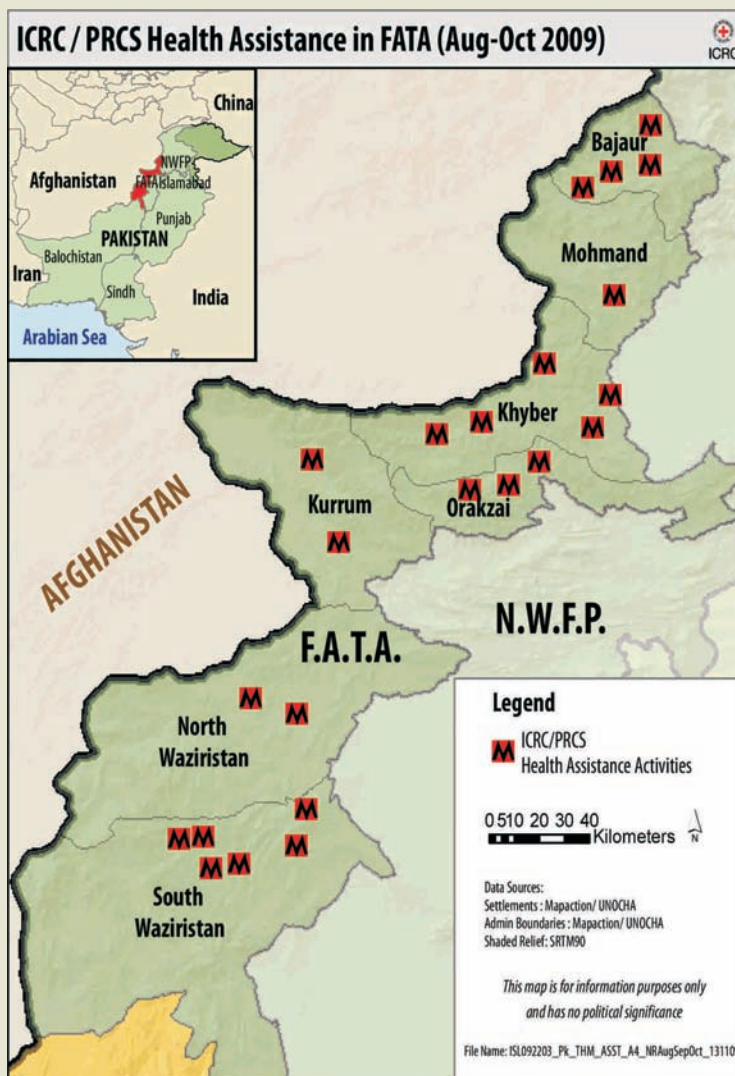 ICRC / PRCS Health Assistance in FATA (Aug-Oct 2009)
ICRC
China
Afghanistan
NWFP
FATA
Islamabad
Punjab
PAKISTAN
Balochistan
Iran
Sindh
India
Arabian Sea
Bajaur
Mohmand
Khyber
Kurrum
Orakzai
AFGHANISTAN
N.W.F.P.
F.A.T.A.
North
Waziristan
South
Waziristan
Legend
ICRC/PRCS
Health Assistance Activities
0 5 10 20 30 40
Kilometers
N
Data Sources:
Settlements : Mapaction/ UNOCHA
Admin Boundaries : Mapaction/ UNOCHA
Shaded Relief: SRTM90
This map is for information purposes only
and has no political significance
File Name: ISL092203_Pk_THM_ASST_A4_NRAugSepOct_13110